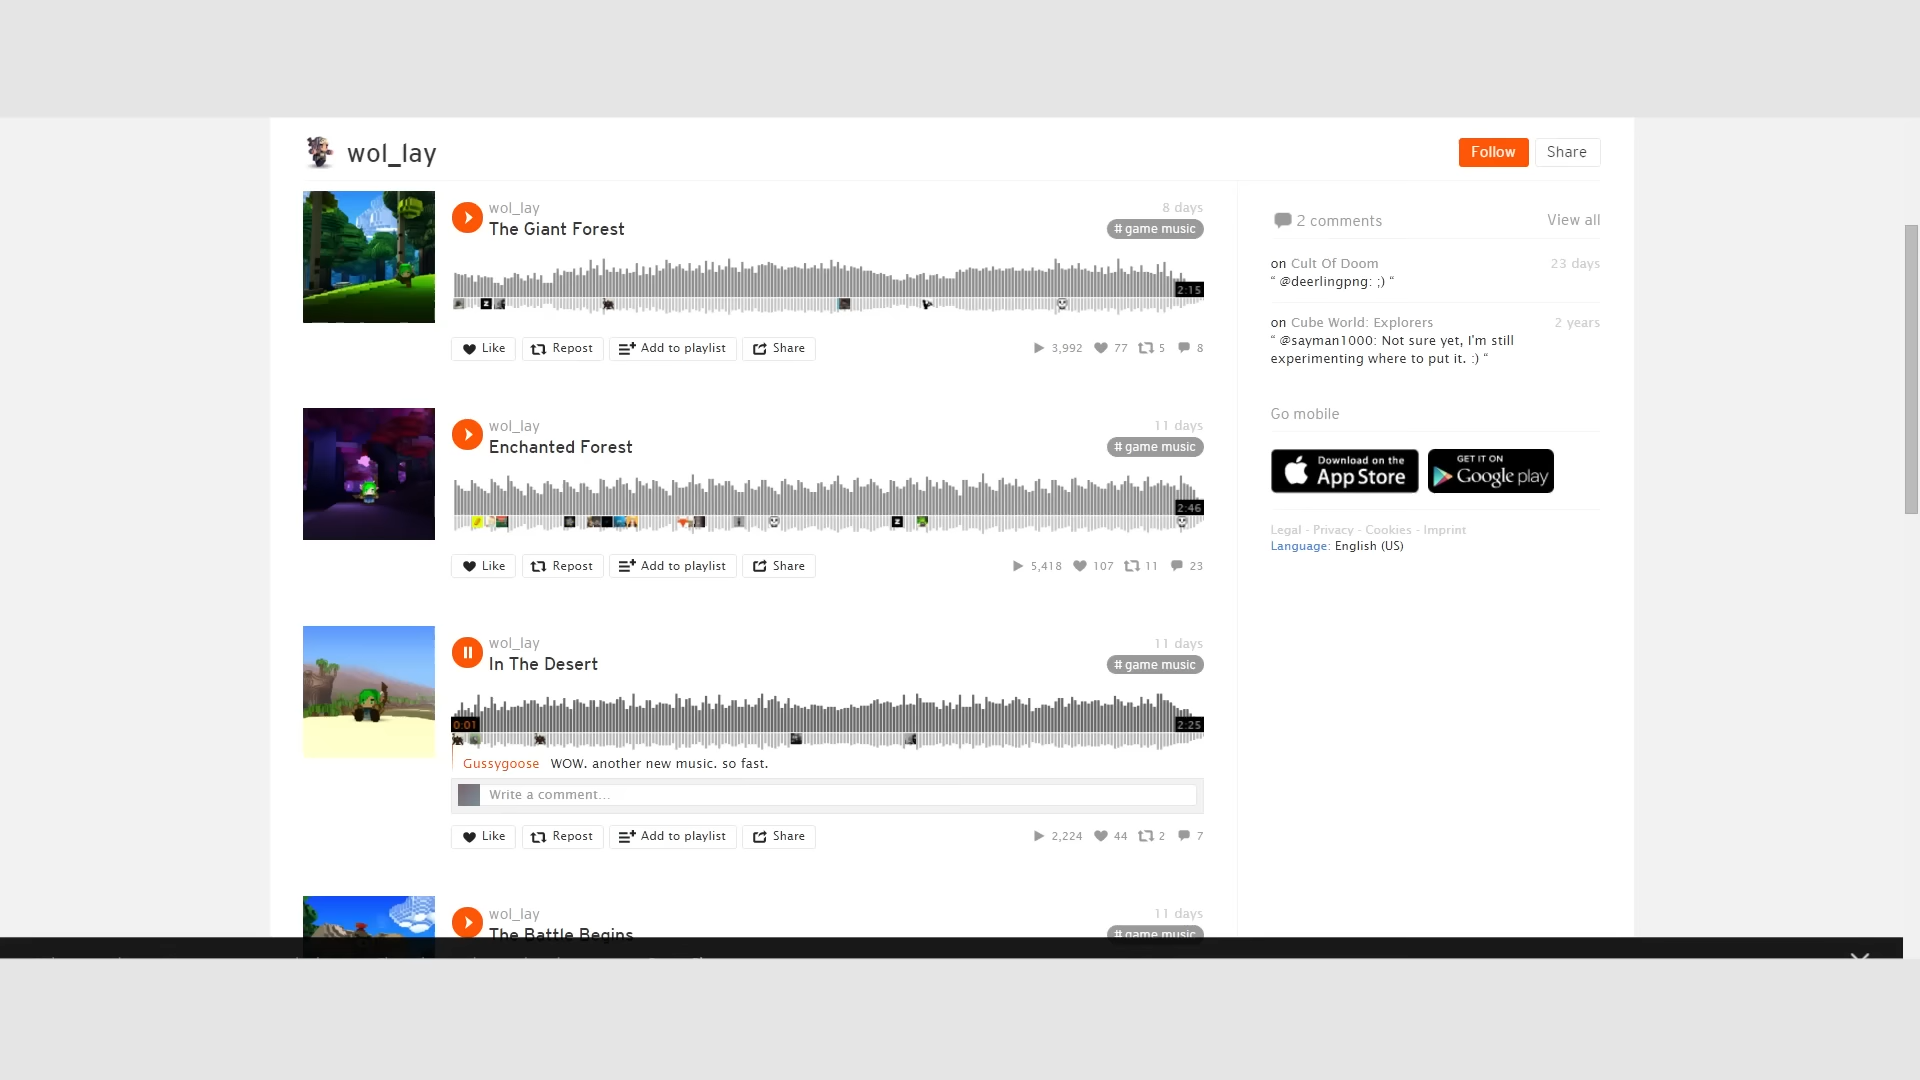 wol_lay
Follow
Share
wol_lay
8 days
The Giant Forest
# game music
2:15
Like
Repost
Add to playlist
Share
3,992
77
5
8
wol_lay
11 days
Enchanted Forest
# game music
2:46
Like
Repost
Add to playlist
Share
5,418
107
11
23
wol_lay
11 days
In The Desert
# game music
0:01
2:25
Gussygoose WOW. another new music. so fast.
Write a comment...
Like
Repost
Add to playlist
Share
2,224
44
2
7
wol_lay
11 days
The Battle Begins
# game music
2 comments
View all
on Cult Of Doom
23 days
“ @deerlingpng: ;) “
on Cube World: Explorers
2 years
“ @sayman1000: Not sure yet, I'm still
experimenting where to put it. :) “
Go mobile
Download on the
App Store
GET IT ON
Google play
Legal - Privacy - Cookies - Imprint
Language: English (US)